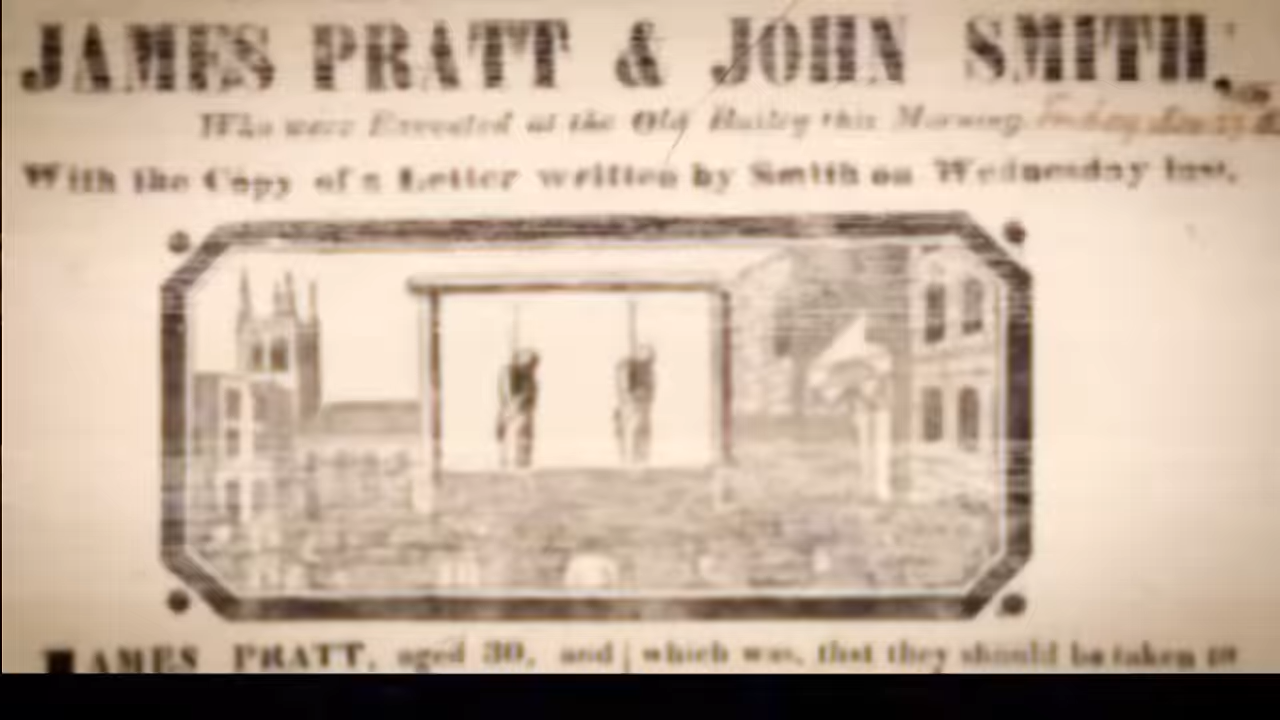 JAMES PRATT & JOHN SMITH,
Who were Executed at the Old Bailey this Morning, Friday
With the Copy of a Letter written by Smith on Wednesday last.
JAMES PRATT, aged 30, and which was, that they should be taken to